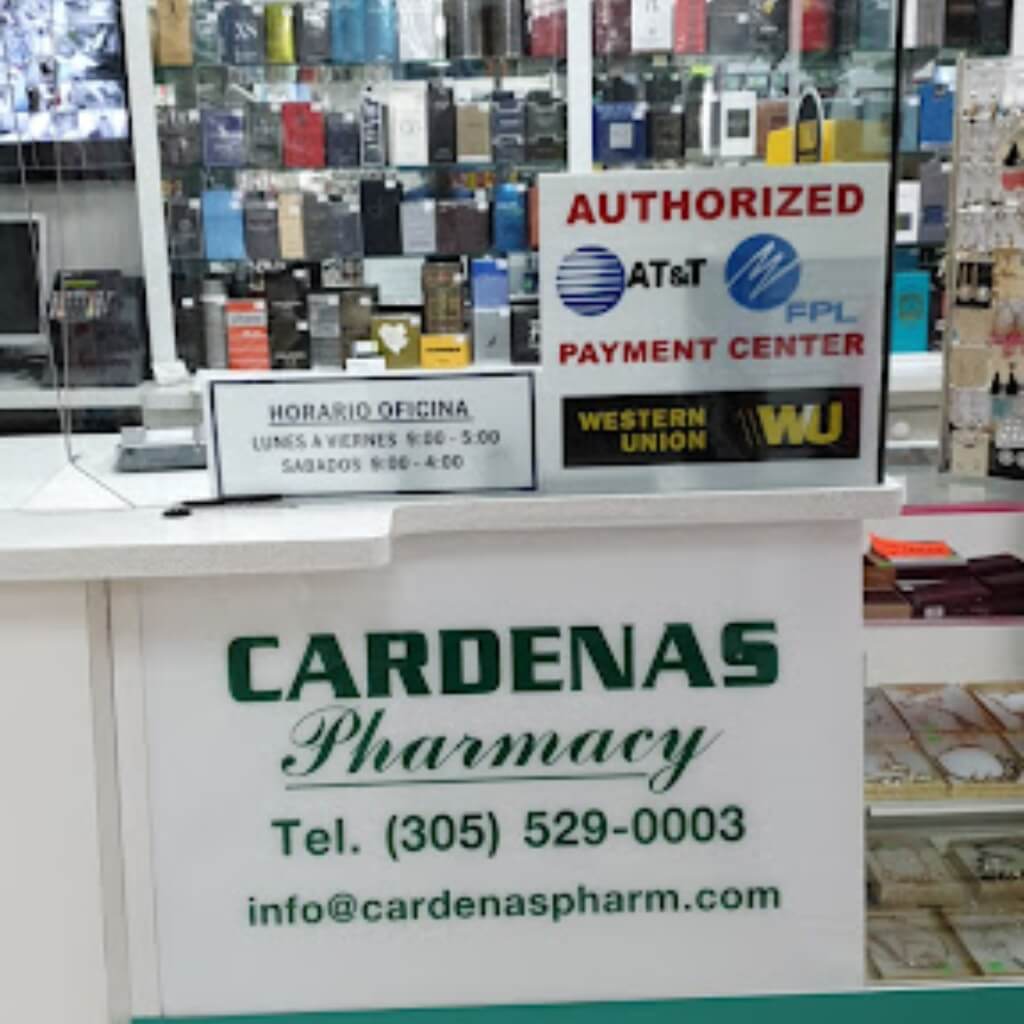 AUTHORIZED
AT&T
FPL
PAYMENT CENTER
WESTERN
UNION
WU
HORARIO OFICINA
LUNES A VIERNES 9:00 - 5:00
SABADOS 9:00 - 4:00
CARDENAS
Pharmacy
Tel. (305) 529-0003
info@cardenaspharm.com